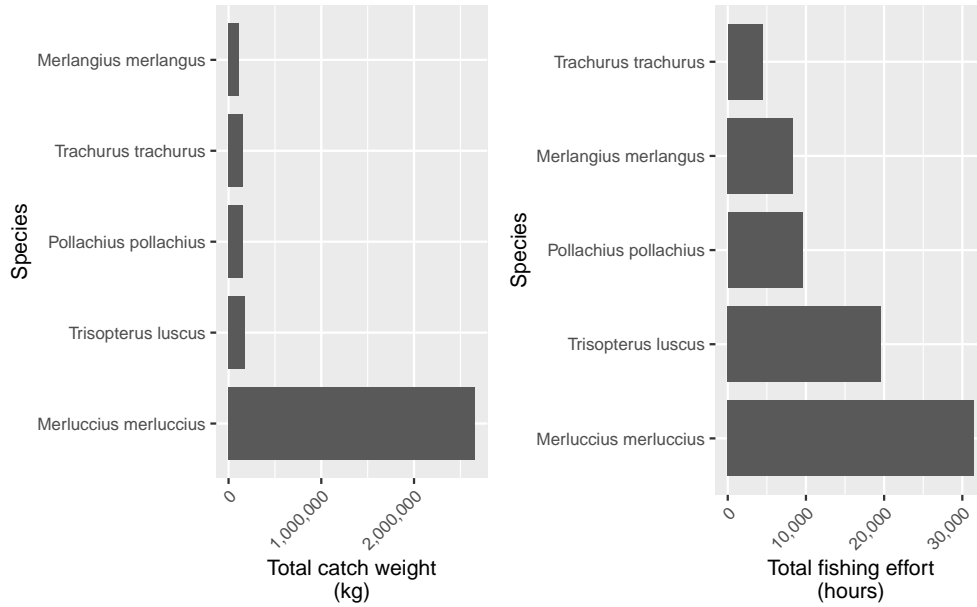 Species
Merlangius merlangus
Trachurus trachurus
Pollachius pollachius
Trisopterus luscus
Merluccius merluccius
0
1,000,000
2,000,000
Total catch weight
(kg)
Species
Trachurus trachurus
Merlangius merlangus
Pollachius pollachius
Trisopterus luscus
Merluccius merluccius
0
10,000
20,000
30,000
Total fishing effort
(hours)